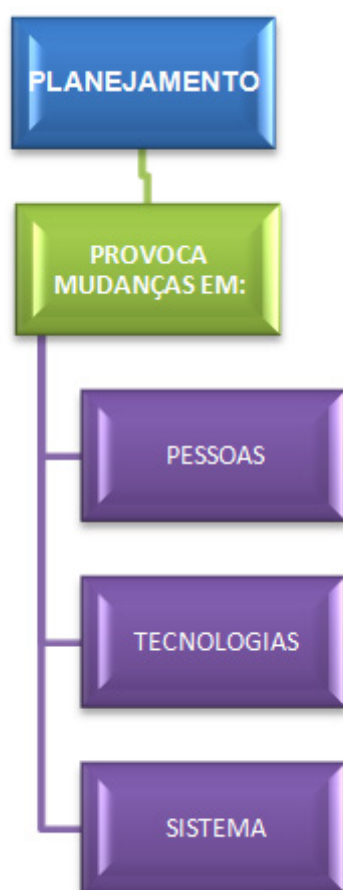 PLANEJAMENTO
PROVOCA
MUDANÇAS EM:
PESSOAS
TECNOLOGIAS
SISTEMA